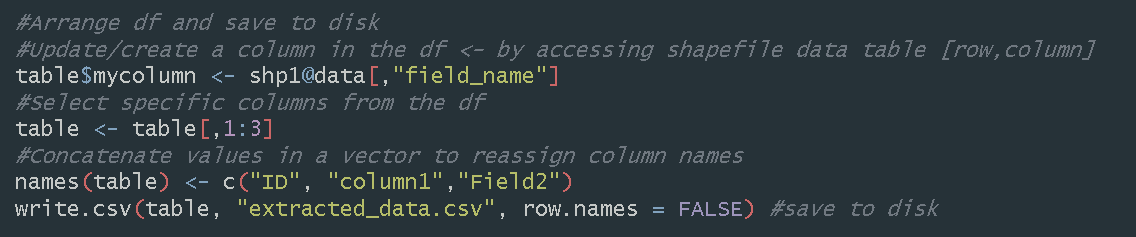 #Arrange df and save to disk
#Update/create a column in the df <- by accessing shapefile data table [row,column]
table$mycolumn <- shp1@data[,"field_name"]
#Select specific columns from the df
table <- table[,1:3]
#Concatenate values in a vector to reassign column names
names(table) <- c("ID", "column1","Field2")
write.csv(table, "extracted_data.csv", row.names = FALSE) #save to disk